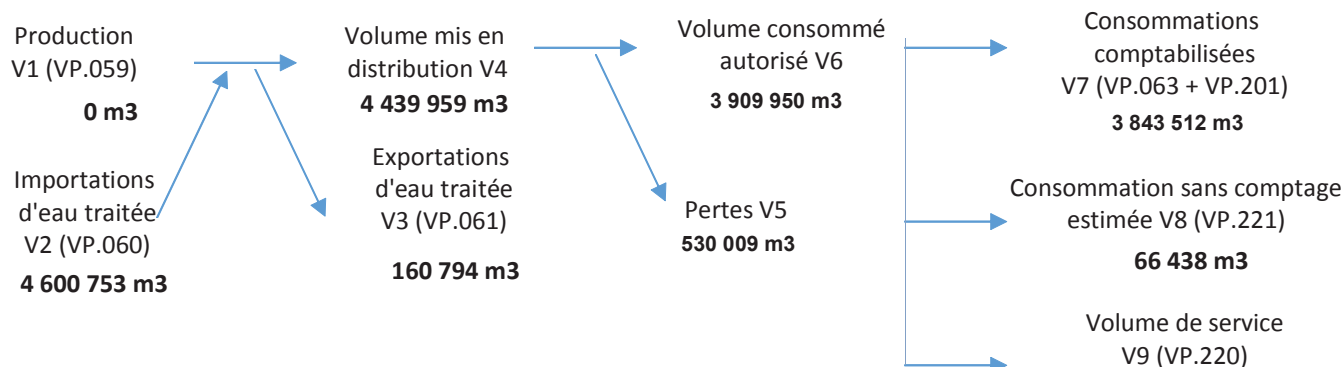 Production
V1 (VP.059)
0 m3
Importations
d'eau traitée
V2 (VP.060)
4 600 753 m3
Volume mis en
distribution V4
4 439 959 m3
Exportations
d'eau traitée
V3 (VP.061)
160 794 m3
Volume consommé
autorisé V6
3 909 950 m3
Pertes V5
530 009 m3
Consommations
comptabilisées
V7 (VP.063 + VP.201)
3 843 512 m3
Consommation sans comptage
estimée V8 (VP.221)
66 438 m3
Volume de service
V9 (VP.220)